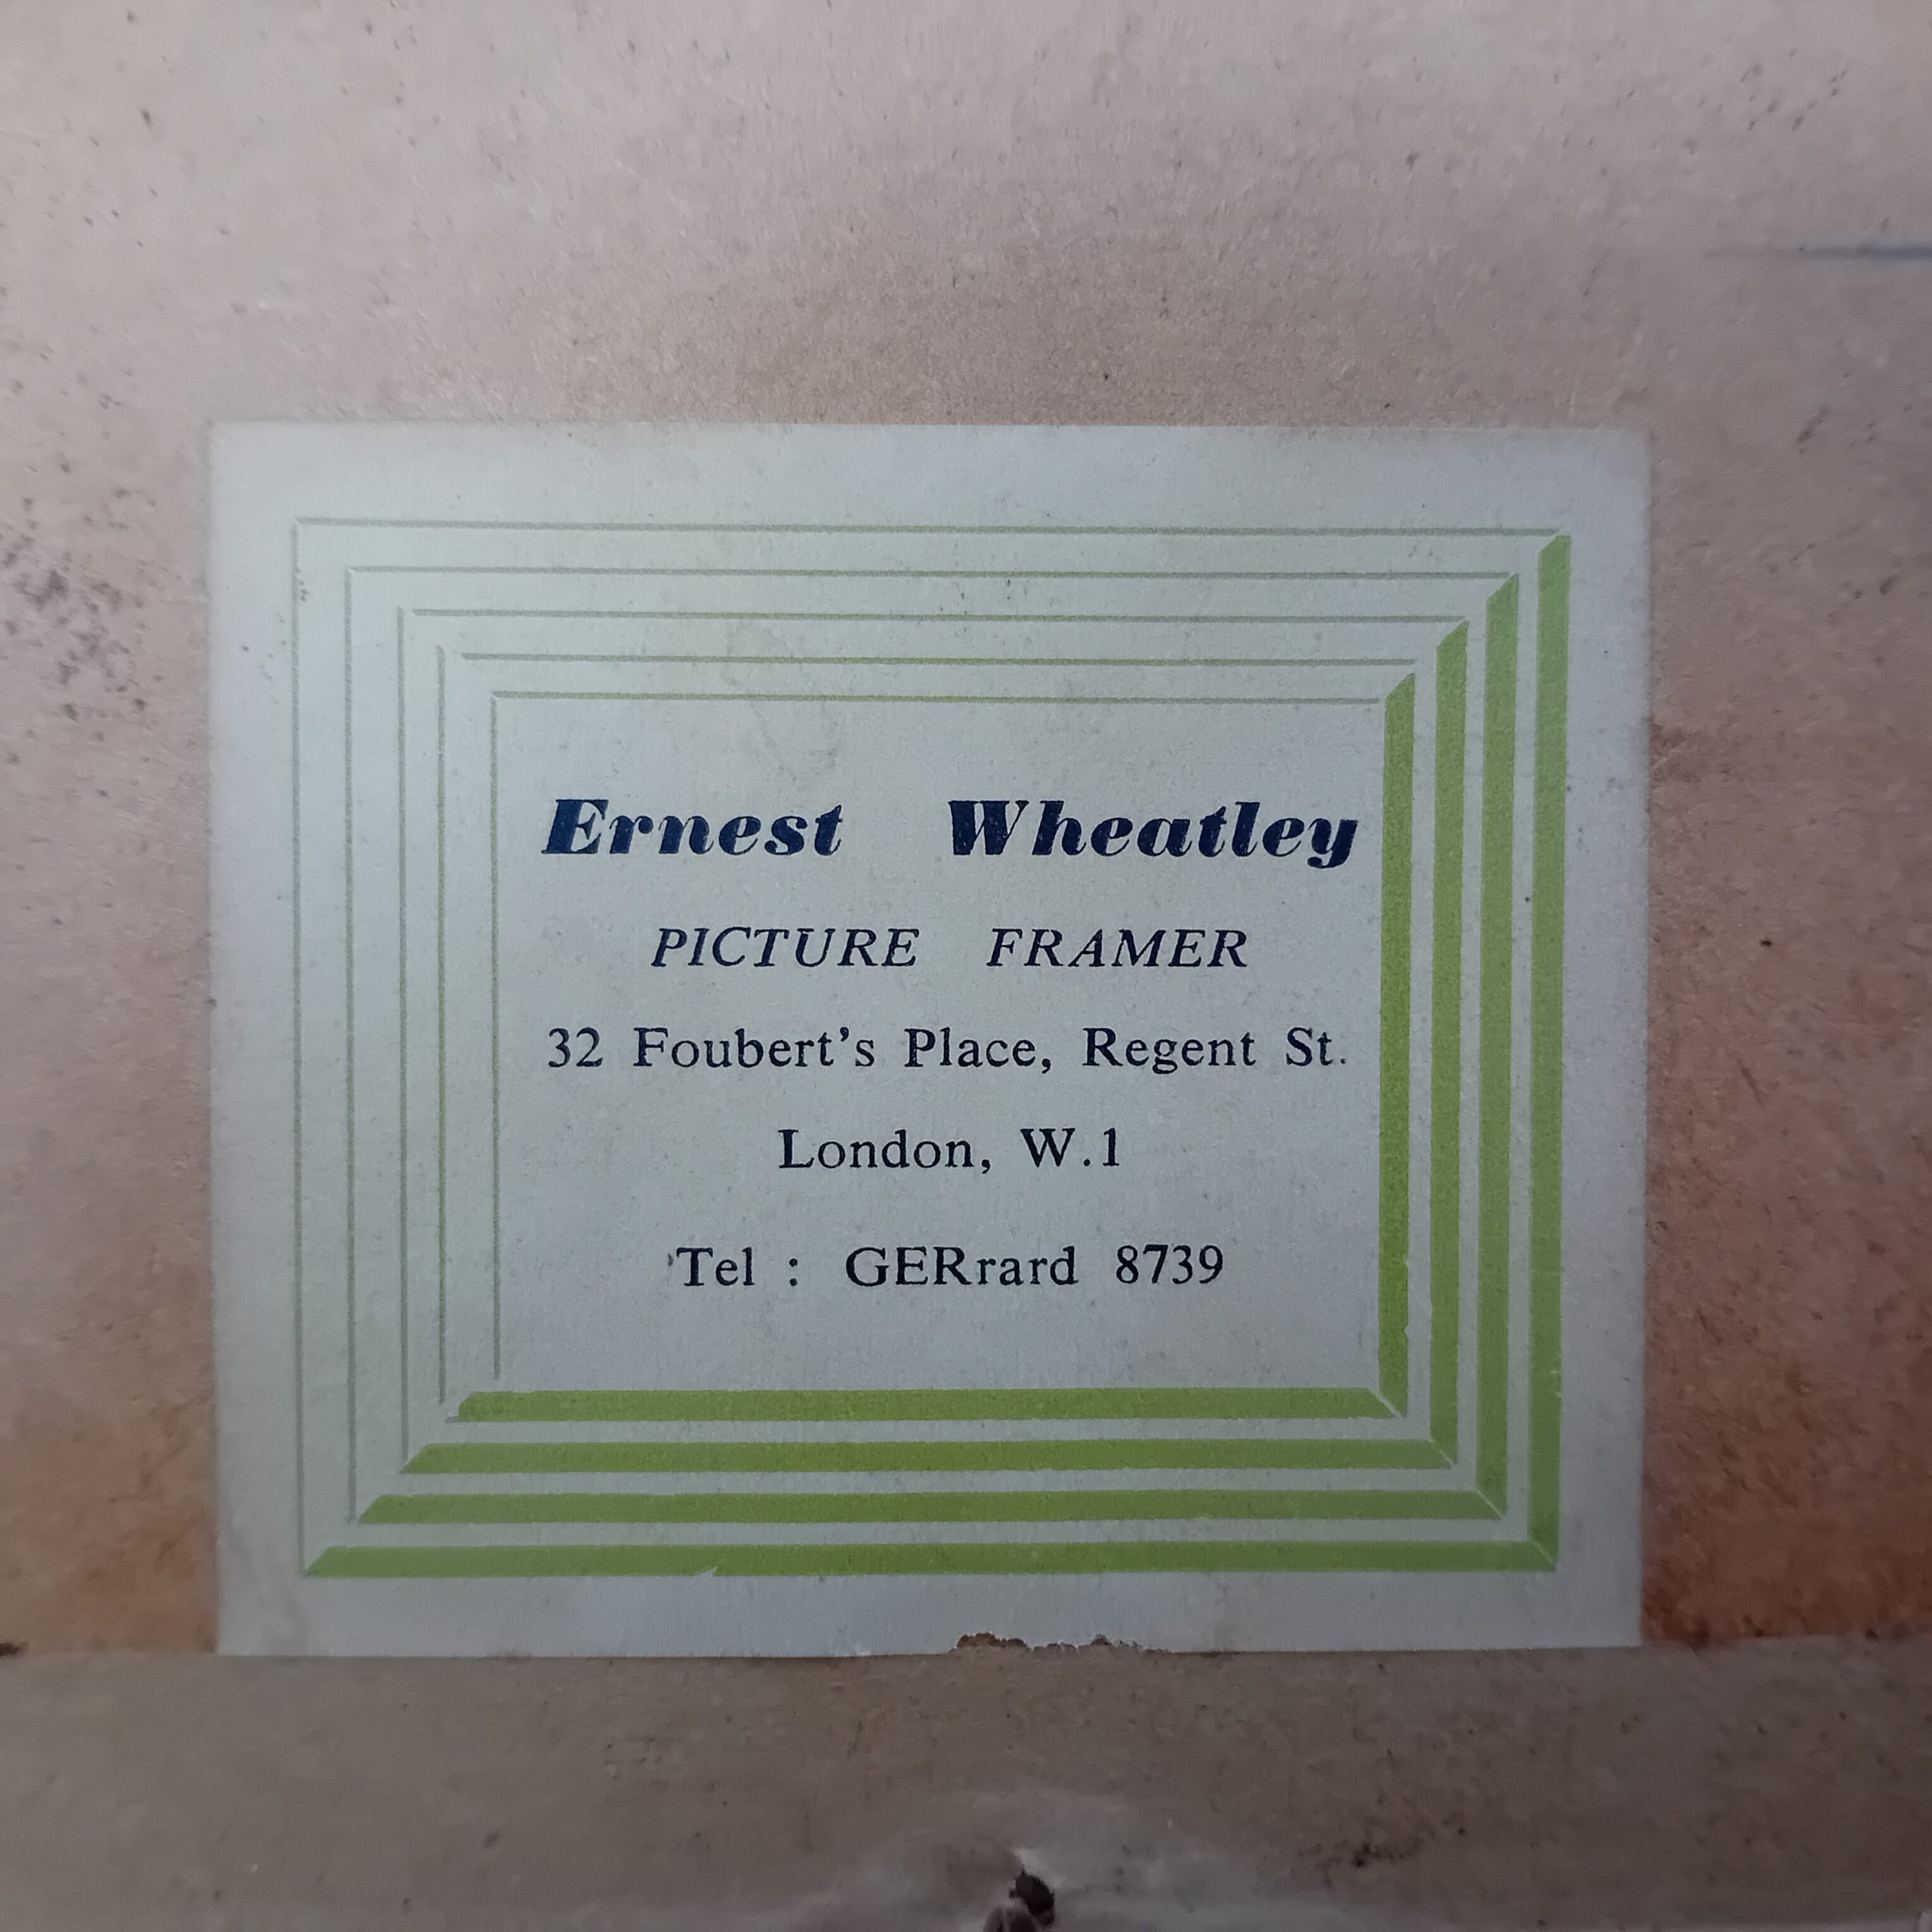 Ernest Wheatley
PICTURE FRAMER
32 Foubert's Place, Regent St.
London, W.1
Tel : GERrard 8739